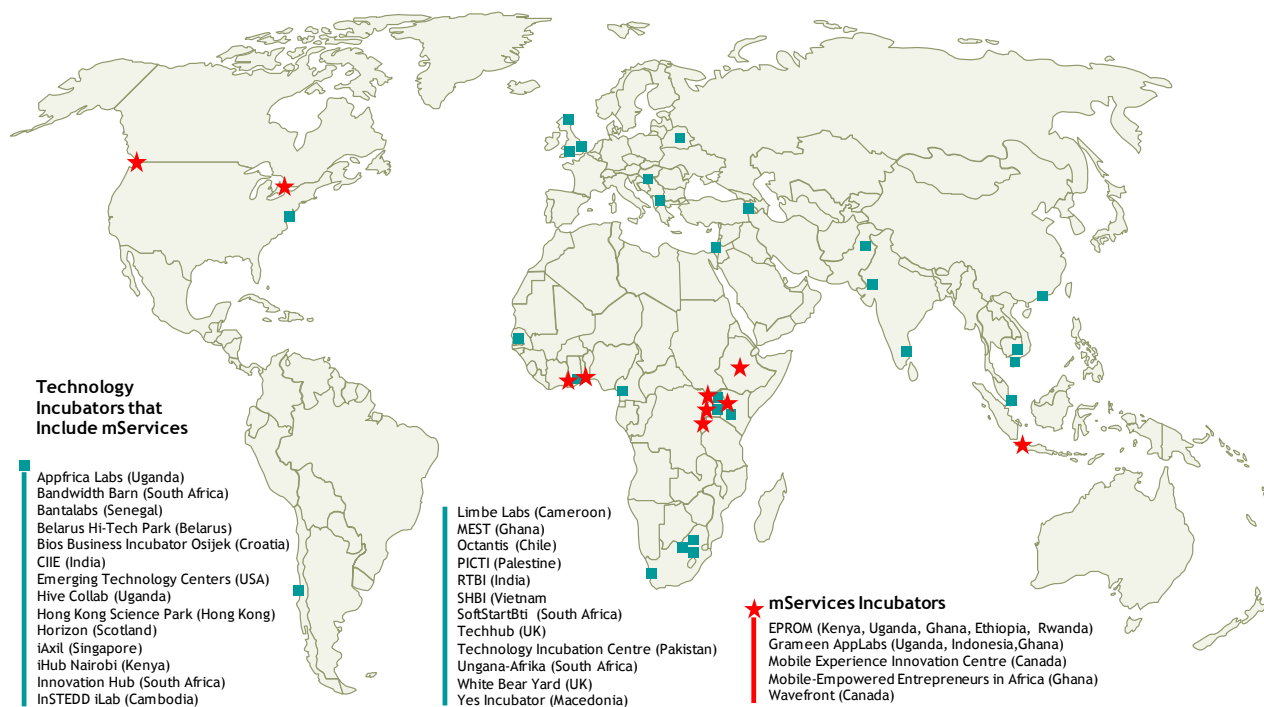 Technology
Incubators that
Include mServices
Appfrica Labs (Uganda)
Bandwidth Barn (South Africa)
Bantalabs (Senegal)
Belarus Hi-Tech Park (Belarus)
Bios Business Incubator Osijek (Croatia)
CIIE (India)
Emerging Technology Centers (USA)
Hive Collab (Uganda)
Hong Kong Science Park (Hong Kong)
Horizon (Scotland)
iAxil (Singapore)
iHub Nairobi (Kenya)
Innovation Hub (South Africa)
InSTEDD iLab (Cambodia)
Limbe Labs (Cameroon)
MEST (Ghana)
Octantis (Chile)
PICTI (Palestine)
RTBI (India)
SHBI (Vietnam
SoftStartBti (South Africa)
Techhub (UK)
Technology Incubation Centre (Pakistan)
Ungana-Afrika (South Africa)
White Bear Yard (UK)
Yes Incubator (Macedonia)
mServices Incubators
EPROM (Kenya, Uganda, Ghana, Ethiopia, Rwanda)
Grameen AppLabs (Uganda, Indonesia,Ghana)
Mobile Experience Innovation Centre (Canada)
Mobile-Empowered Entrepreneurs in Africa (Ghana)
Wavefront (Canada)